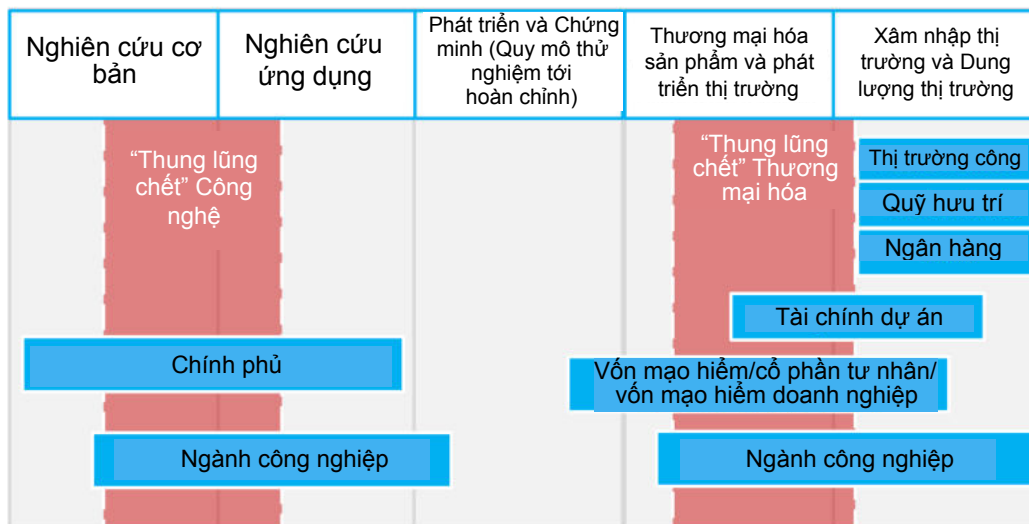 Nghiên cứu cơ
bản
Nghiên cứu
ứng dụng
Phát triển và Chứng
minh (Quy mô thử
nghiệm tới
hoàn chỉnh)
Thương mại hóa
sản phẩm và phát
triển thị trường
Xâm nhập thị
trường và Dung
lượng thị trường
“Thung lũng
chết” Công
nghệ
“Thung lũng
chết” Thương
mại hóa
Thị trường công
Quỹ hưu trí
Ngân hàng
Tài chính dự án
Chính phủ
Vốn mạo hiểm/cổ phần tư nhân/
vốn mạo hiểm doanh nghiệp
Ngành công nghiệp
Ngành công nghiệp